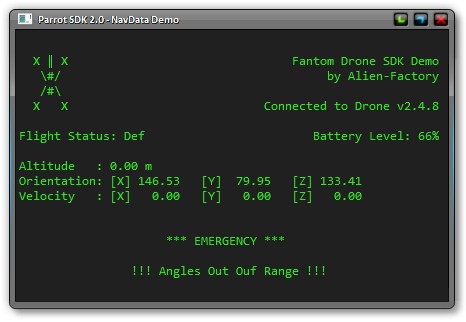 Parrot SDK 2.0 - NavData Demo
X ‖ X Fantom Drone SDK Demo
\#/ by Alien-Factory
/#\
X X Connected to Drone v2.4.8
Flight Status: Def Battery Level: 66%
Altitude : 0.00 m
Orientation: [X] 146.53 [Y] 79.95 [Z] 133.41
Velocity : [X] 0.00 [Y] 0.00 [Z] 0.00
*** EMERGENCY ***
!!! Angles Out Ouf Range !!!